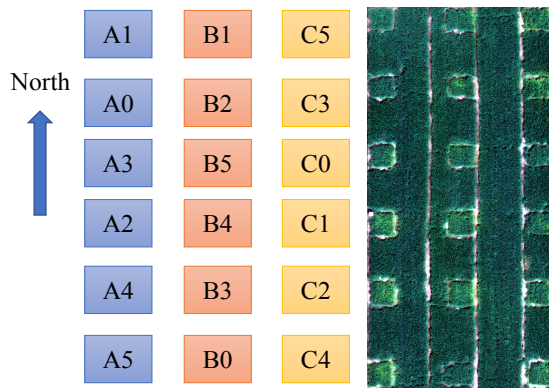 A1 B1 C5
North
A0 B2 C3
A3 B5 C0
A2 B4 C1
A4 B3 C2
A5 B0 C4